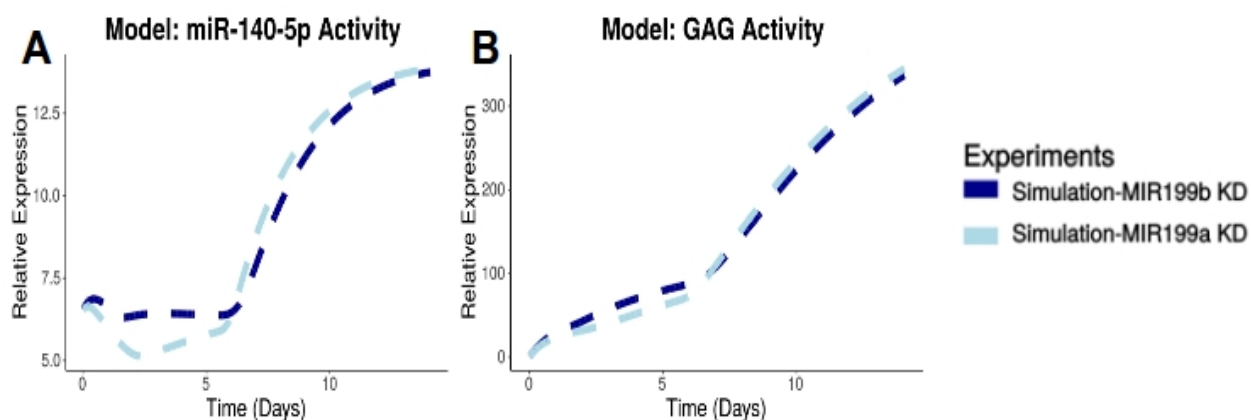 A
Model: miR-140-5p Activity
Relative Expression
12.5
10.0
7.5
5.0
0
5
10
Time (Days)
B
Model: GAG Activity
Relative Expression
300
200
100
0
0
5
10
Time (Days)
Experiments
Simulation-MIR199b KD
Simulation-MIR199a KD